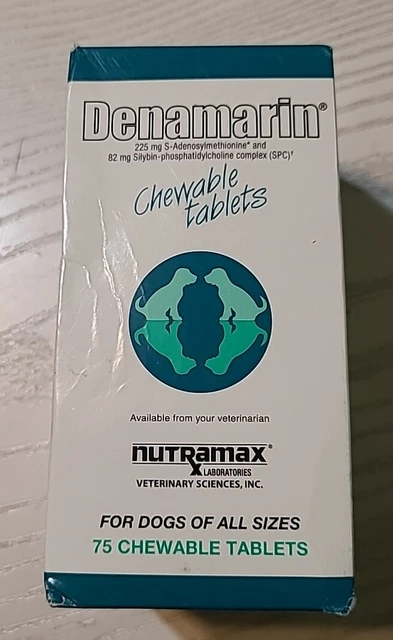 Denamarin®
225 mg S-Adenosylmethionine* and
82 mg Silybin-phosphatidylcholine complex (SPC)†
Chewable
tablets
Available from your veterinarian
nutramax®
Rx LABORATORIES
VETERINARY SCIENCES, INC.
FOR DOGS OF ALL SIZES
75 CHEWABLE TABLETS